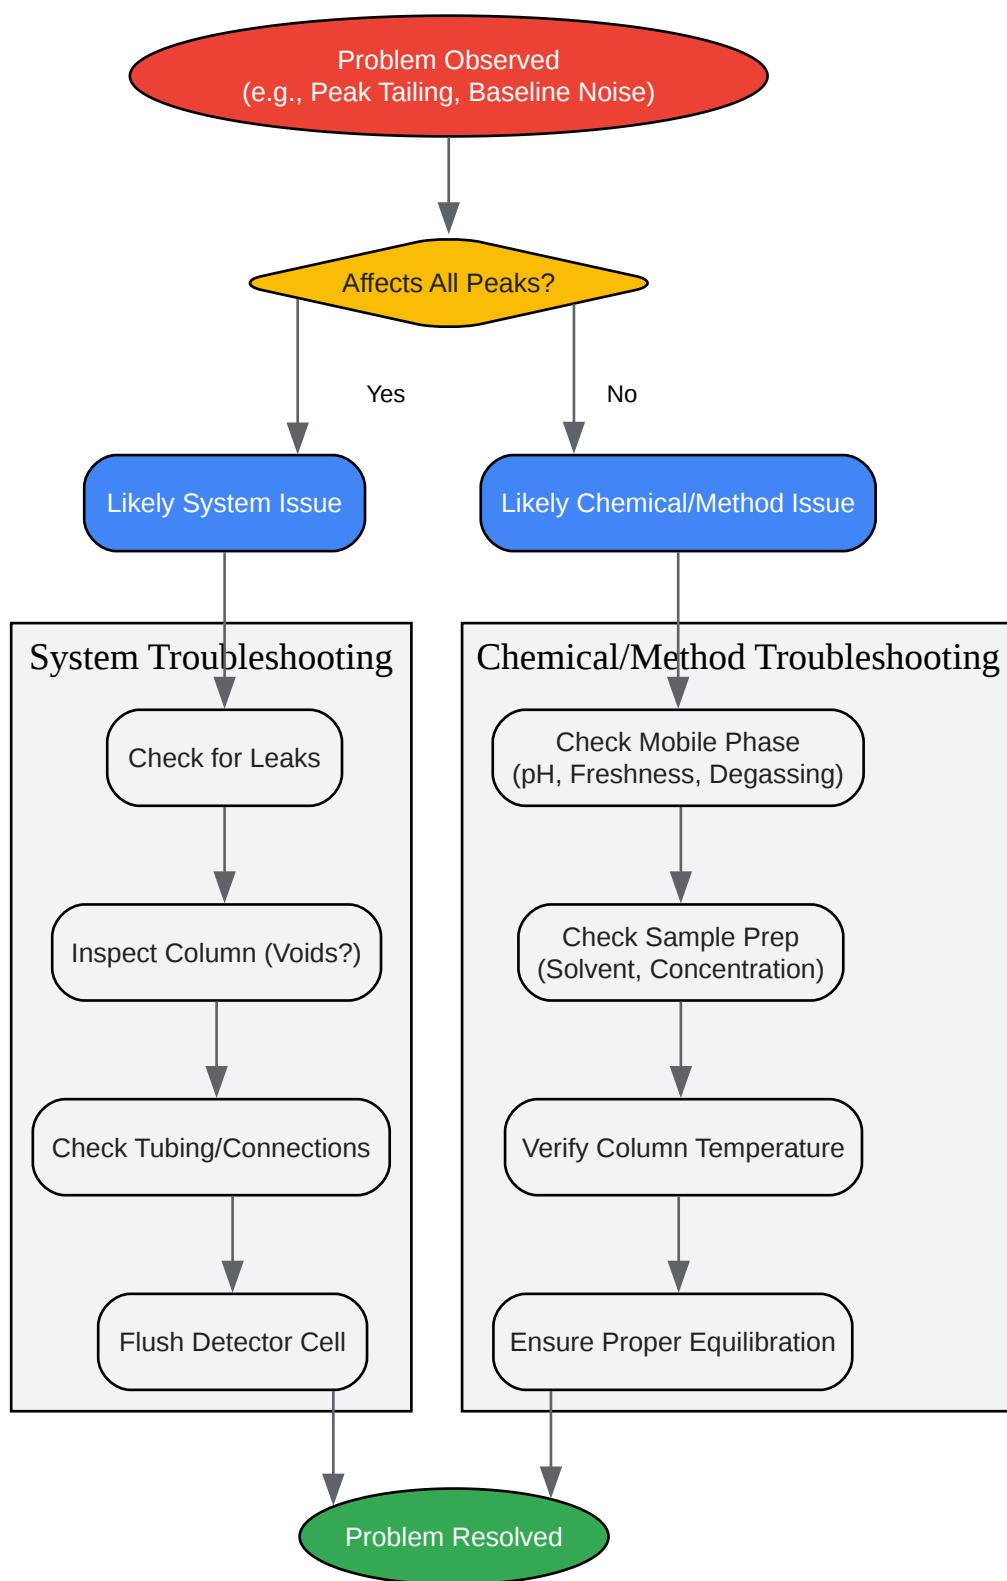 Problem Observed
(e.g., Peak Tailing, Baseline Noise)
Affects All Peaks?
Yes
No
Likely System Issue
Likely Chemical/Method Issue
System Troubleshooting
Check for Leaks
Inspect Column (Voids?)
Check Tubing/Connections
Flush Detector Cell
Chemical/Method Troubleshooting
Check Mobile Phase
(pH, Freshness, Degassing)
Check Sample Prep
(Solvent, Concentration)
Verify Column Temperature
Ensure Proper Equilibration
Problem Resolved